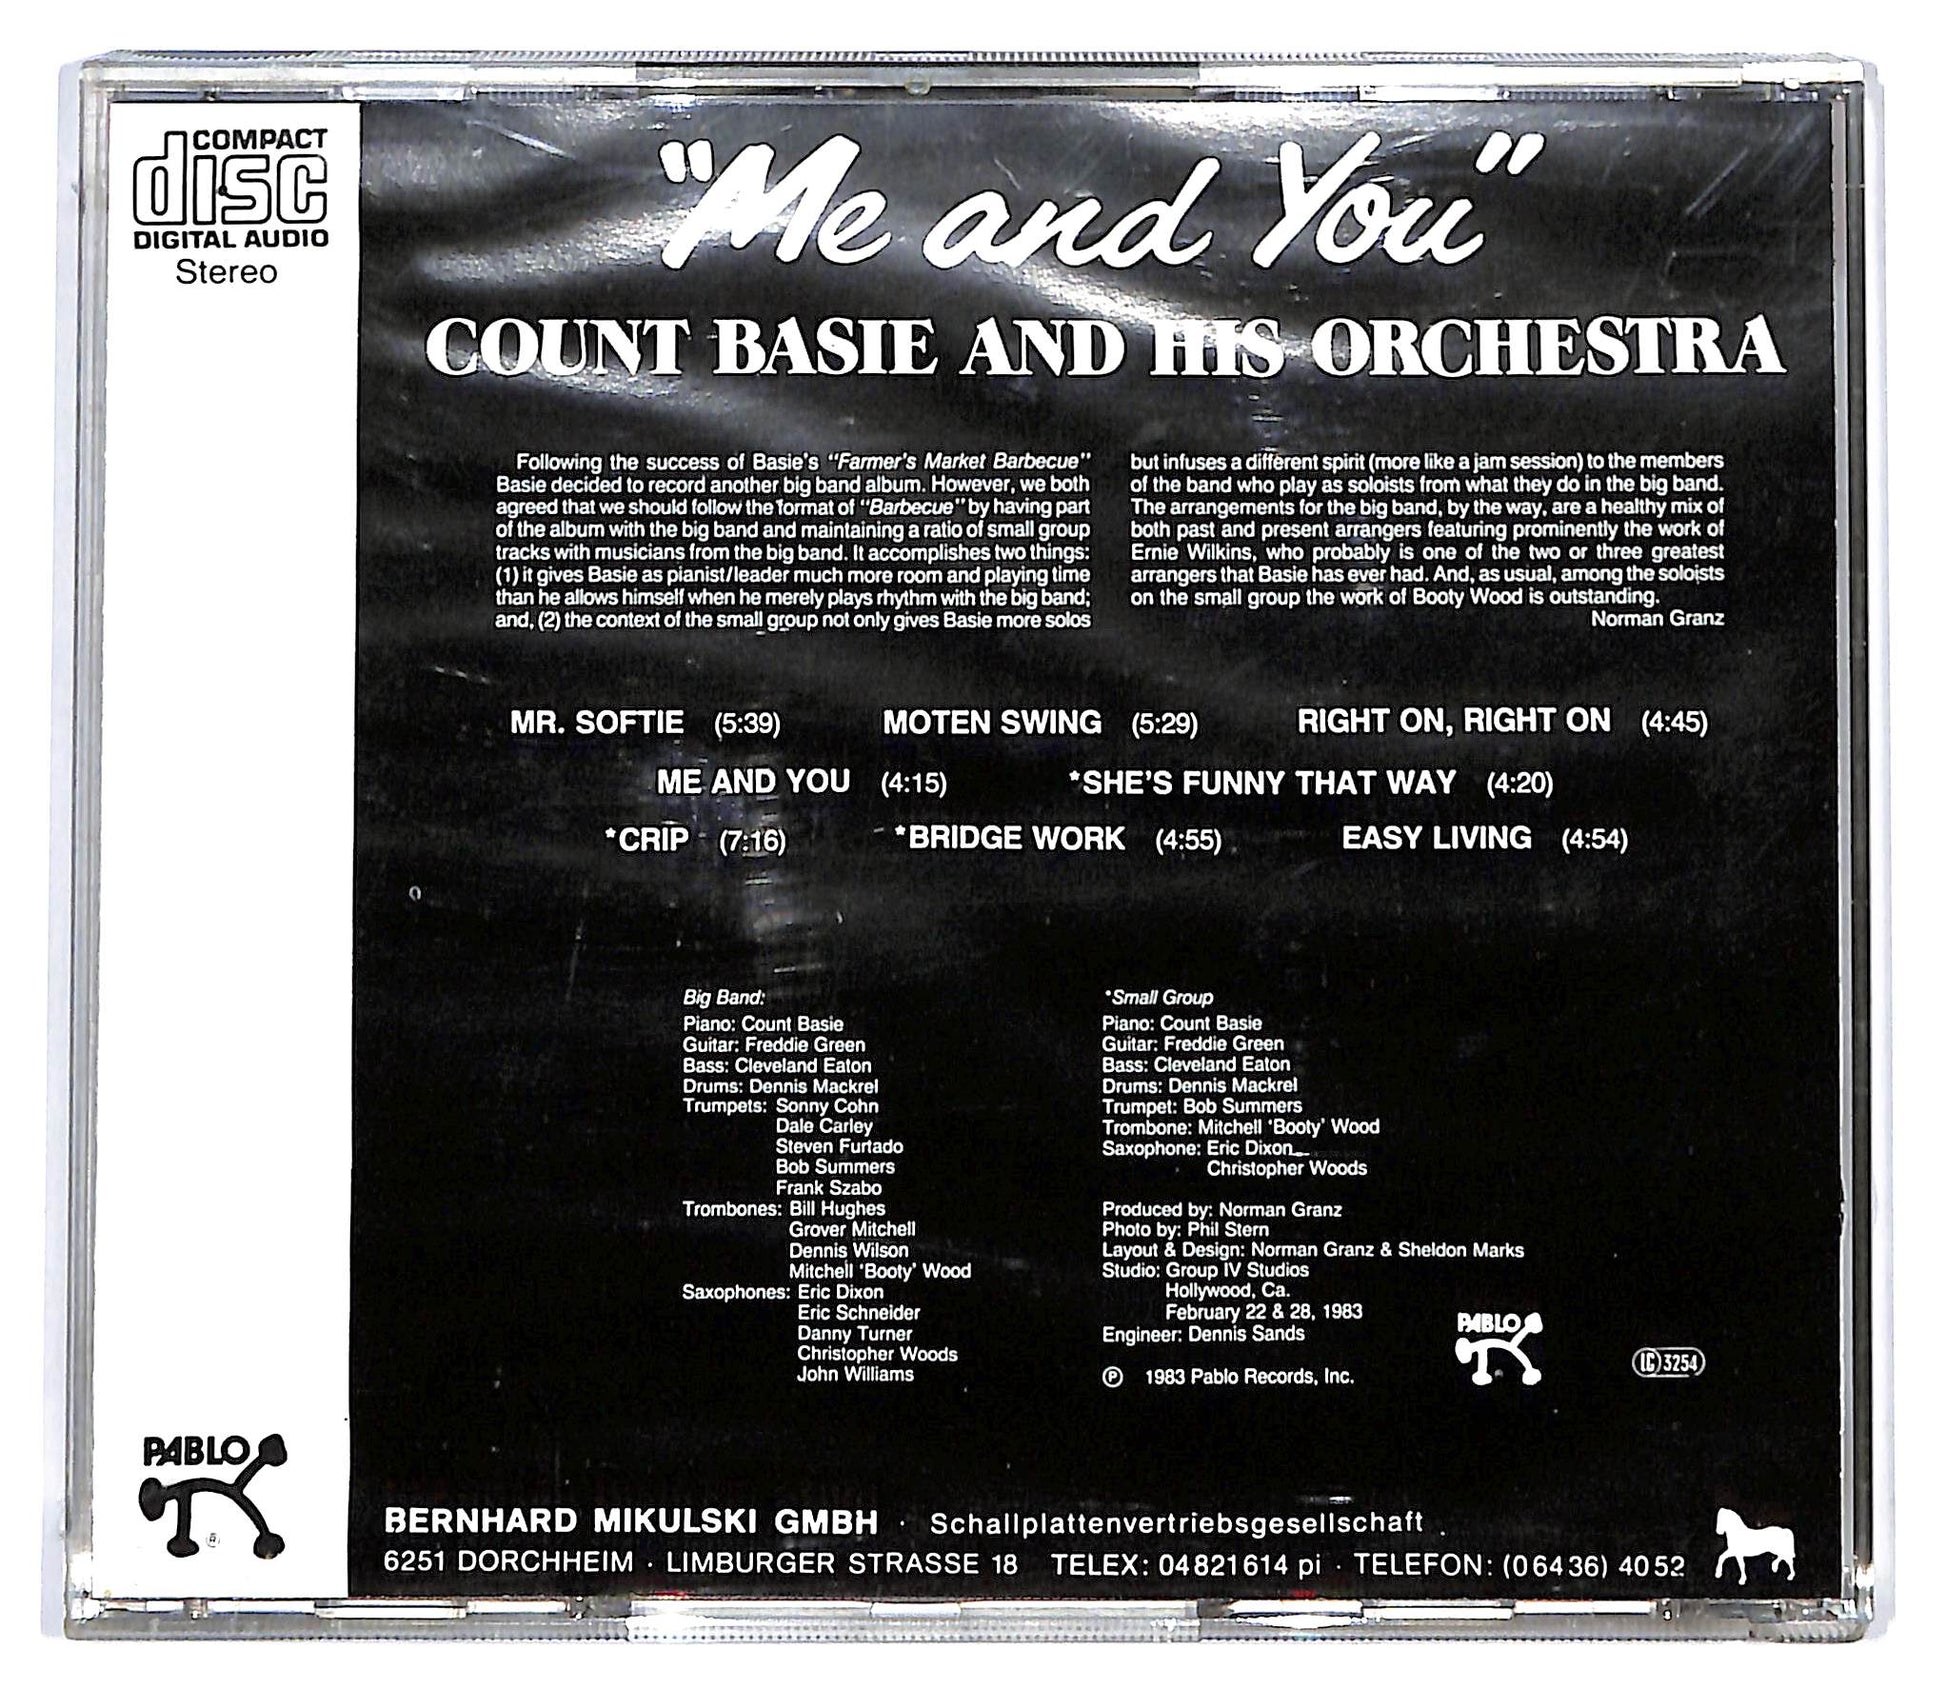 COMPACT
disc
DIGITAL AUDIO
Stereo
"Me and You"
COUNT BASIE AND HIS ORCHESTRA
Following the success of Basie's "Farmer's Market Barbecue"
Basie decided to record another big band album. However, we both
agreed that we should follow the format of "Barbecue" by having part
of the album with the big band and maintaining a ratio of small group
tracks with musicians from the big band. It accomplishes two things:
(1) it gives Basie as pianist/leader much more room and playing time
than he allows himself when he merely plays rhythm with the big band;
and, (2) the context of the small group not only gives Basie more solos
but infuses a different spirit (more like a jam session) to the members
of the band who play as soloists from what they do in the big band.
The arrangements for the big band, by the way, are a healthy mix of
both past and present arrangers featuring prominently the work of
Ernie Wilkins, who probably is one of the two or three greatest
arrangers that Basie has ever had. And, as usual, among the soloists
on the small group the work of Booty Wood is outstanding.
Norman Granz
MR. SOFTIE (5:39) MOTEN SWING (5:29) RIGHT ON, RIGHT ON (4:45)
ME AND YOU (4:15) *SHE'S FUNNY THAT WAY (4:20)
*CRIP (7:16) *BRIDGE WORK (4:55) EASY LIVING (4:54)
Big Band:
Piano: Count Basie
Guitar: Freddie Green
Bass: Cleveland Eaton
Drums: Dennis Mackrel
Trumpets: Sonny Cohn
Dale Carley
Steven Furtado
Bob Summers
Frank Szabo
Trombones: Bill Hughes
Grover Mitchell
Dennis Wilson
Mitchell 'Booty' Wood
Saxophones: Eric Dixon
Eric Schneider
Danny Turner
Christopher Woods
John Williams
*Small Group
Piano: Count Basie
Guitar: Freddie Green
Bass: Cleveland Eaton
Drums: Dennis Mackrel
Trumpet: Bob Summers
Trombone: Mitchell 'Booty' Wood
Saxophone: Eric Dixon
Christopher Woods
Produced by: Norman Granz
Photo by: Phil Stern
Layout & Design: Norman Granz & Sheldon Marks
Studio: Group IV Studios
Hollywood, Ca.
February 22 & 28, 1983
Engineer: Dennis Sands
℗ 1983 Pablo Records, Inc.
PABLO
LC 3254
PABLO
®
BERNHARD MIKULSKI GMBH · Schallplattenvertriebsgesellschaft .
6251 DORCHHEIM · LIMBURGER STRASSE 18 TELEX: 04821614 pi · TELEFON: (06436) 4052